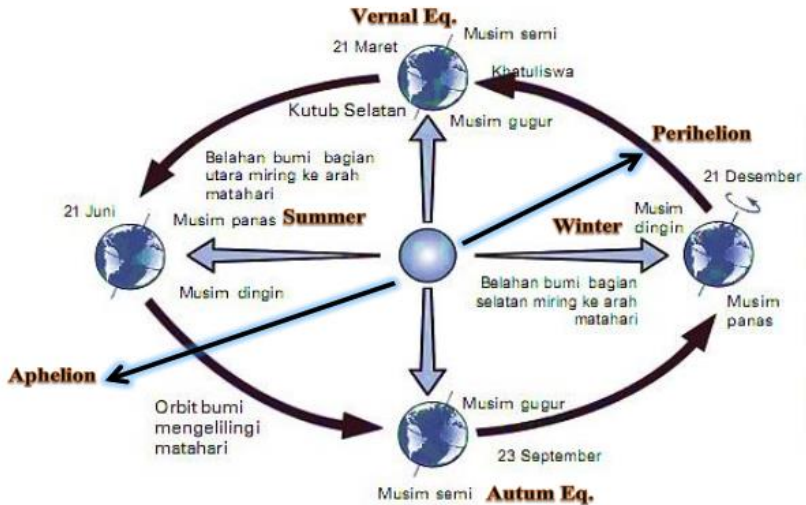 Vernal Eq.
21 Maret
Musim semi
Khatuliswa
Kutub Selatan
Musim gugur
Perihelion
Belahan bumi bagian
utara miring ke arah
matahari
21 Desember
21 Juni
Musim panas Summer
Winter Musim
dingin
Musim dingin
Belahan bumi bagian
selatan miring ke arah
matahari
Musim
panas
Aphelion
Orbit bumi
mengelilingi
matahari
Musim gugur
23 September
Musim semi Autum Eq.